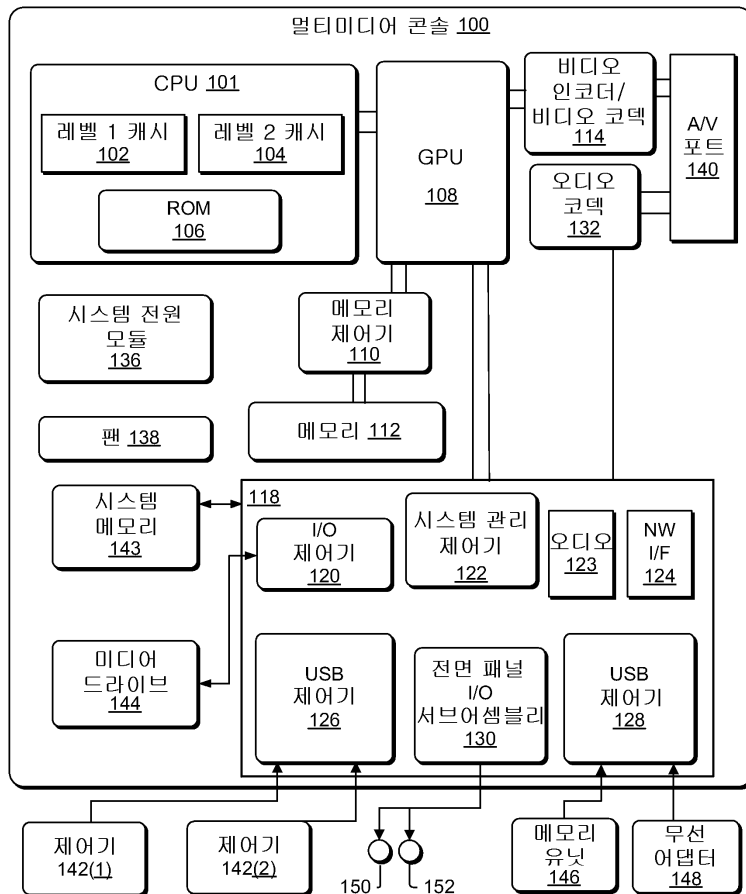 멀티미디어 콘솔 100
CPU 101
레벨 1 캐시
102
레벨 2 캐시
104
ROM
106
GPU
108
비디오
인코더/
비디오 코덱
114
A/V
포트
140
오디오
코덱
132
시스템 전원
모듈
136
메모리
제어기
110
팬 138
메모리 112
시스템
메모리
143
118
I/O
제어기
120
시스템 관리
제어기
122
오디오
123
NW
I/F
124
미디어
드라이브
144
USB
제어기
126
전면 패널
I/O
서브어셈블리
130
USB
제어기
128
제어기
142(1)
제어기
142(2)
150
152
메모리
유닛
146
무선
어댑터
148